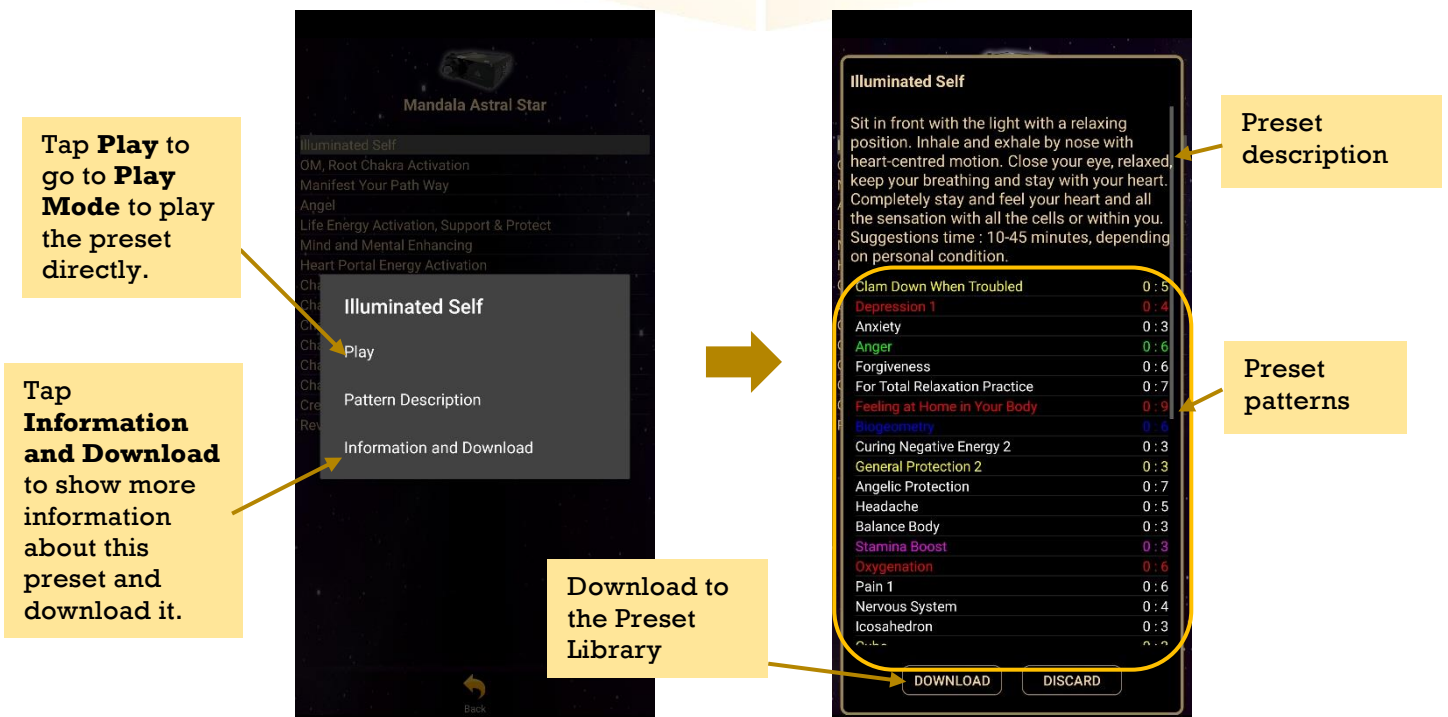 Tap Play to
go to Play
Mode to play
the preset
directly.
Tap
Information
and Download
to show more
information
about this
preset and
download it.
Mandala Astral Star
Illuminated Self
OM, Root Chakra Activation
Manifest Your Path Way
Angel
Life Energy Activation, Support & Protect
Mind and Mental Enhancing
Heart Portal Energy Activation
Illuminated Self
Play
Pattern Description
Information and Download
Back
Download to
the Preset
Library
Illuminated Self
Sit in front with the light with a relaxing
position. Inhale and exhale by nose with
heart-centred motion. Close your eye, relaxed,
keep your breathing and stay with your heart.
Completely stay and feel your heart and all
the sensation with all the cells or within you.
Suggestions time : 10-45 minutes, depending
on personal condition.
Clam Down When Troubled 0 : 5
Depression 1 0 : 4
Anxiety 0 : 3
Anger 0 : 6
Forgiveness 0 : 6
For Total Relaxation Practice 0 : 7
Feeling at Home in Your Body 0 : 9
Biogeometry 0 : 6
Curing Negative Energy 2 0 : 3
General Protection 2 0 : 3
Angelic Protection 0 : 7
Headache 0 : 5
Balance Body 0 : 3
Stamina Boost 0 : 3
Oxygenation 0 : 6
Pain 1 0 : 6
Nervous System 0 : 4
Icosahedron 0 : 3
DOWNLOAD DISCARD
Preset
description
Preset
patterns